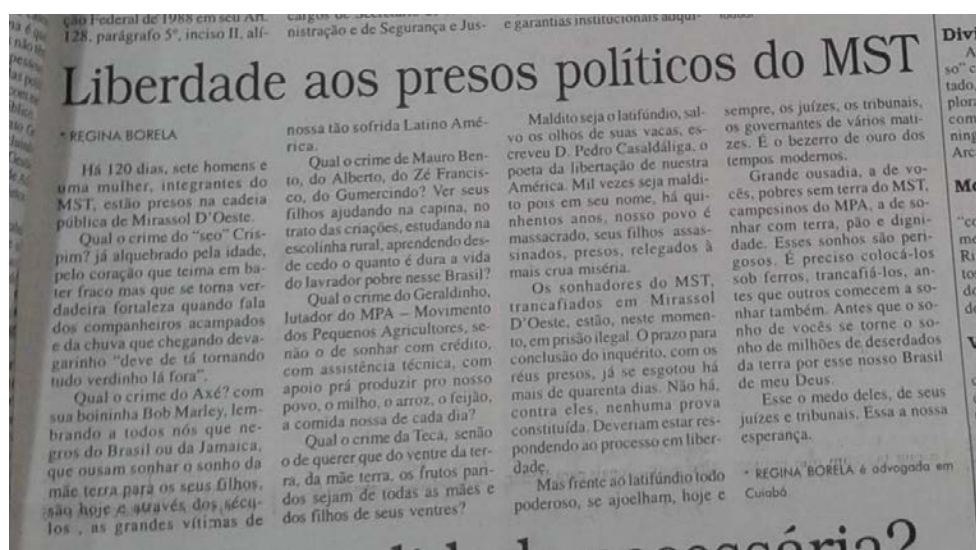 ção Federal de 1988 em seu Art.
128, parágrafo 5º, inciso II, alí-
nistração e de Segurança e Jus-
e garantias institucionais adqui-
Liberdade aos presos políticos do MST
* REGINA BORELA
Há 120 dias, sete homens e
uma mulher, integrantes do
MST, estão presos na cadeia
pública de Mirassol D'Oeste.
Qual o crime do "seo" Cris-
pim? já alquebrado pela idade,
pelo coração que teima em ba-
ter fraco mas que se torna ver-
dadeira fortaleza quando fala
dos companheiros acampados
e da chuva que chegando deva-
garinho "deve de tá tornando
tudo verdinho lá fora".
Qual o crime do Axé? com
sua boininha Bob Marley, lem-
brando a todos nós que ne-
gros do Brasil ou da Jamaica,
que ousam sonhar o sonho da
mãe terra para os seus filhos,
são hoje e através dos sécu-
los , as grandes vítimas de
nossa tão sofrida Latino Amé-
rica.
Qual o crime de Mauro Ben-
to, do Alberto, do Zé Francis-
co, do Gumercindo? Ver seus
filhos ajudando na capina, no
trato das criações, estudando na
escolinha rural, aprendendo des-
de cedo o quanto é dura a vida
do lavrador pobre nesse Brasil?
Qual o crime do Geraldinho,
lutador do MPA – Movimento
dos Pequenos Agricultores, se-
não o de sonhar com crédito,
com assistência técnica, com
apoio prá produzir pro nosso
povo, o milho, o arroz, o feijão,
a comida nossa de cada dia?
Qual o crime da Teca, senão
o de querer que do ventre da ter-
ra, da mãe terra, os frutos pari-
dos sejam de todas as mães e
dos filhos de seus ventres?
Maldito seja o latifúndio, sal-
vo os olhos de suas vacas, es-
creveu D. Pedro Casaldáliga, o
poeta da libertação de nuestra
América. Mil vezes seja maldi-
to pois em seu nome, há qui-
nhentos anos, nosso povo é
massacrado, seus filhos assas-
sinados, presos, relegados à
mais crua miséria.
Os sonhadores do MST,
trancafiados em Mirassol
D'Oeste, estão, neste momen-
to, em prisão ilegal. O prazo para
conclusão do inquérito, com os
réus presos, já se esgotou há
mais de quarenta dias. Não há,
contra eles, nenhuma prova
constituída. Deveriam estar res-
pondendo ao processo em liber-
dade.
Mas frente ao latifúndio todo
poderoso, se ajoelham, hoje e
sempre, os juízes, os tribunais,
os governantes de vários mati-
zes. É o bezerro de ouro dos
tempos modernos.
Grande ousadia, a de vo-
cês, pobres sem terra do MST,
campesinos do MPA, a de so-
nhar com terra, pão e digni-
dade. Esses sonhos são peri-
gosos. É preciso colocá-los
sob ferros, trancafiá-los, an-
tes que outros comecem a so-
nhar também. Antes que o so-
nho de vocês se torne o so-
nho de milhões de deserdados
da terra por esse nosso Brasil
de meu Deus.
Esse o medo deles, de seus
juízes e tribunais. Essa a nossa
esperança.
* REGINA BORELA é advogada em
Cuiabá